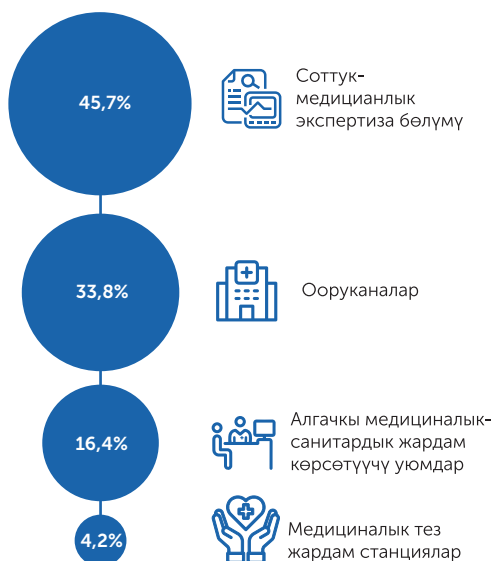 45,7%
Соттук-
медицианлык
экспертиза бөлүмү
33,8%
Ооруканалар
16,4%
Алгачкы медициналык-
санитардык жардам
көрсөтүүчү уюмдар
4,2%
Медициналык тез
жардам станциялар